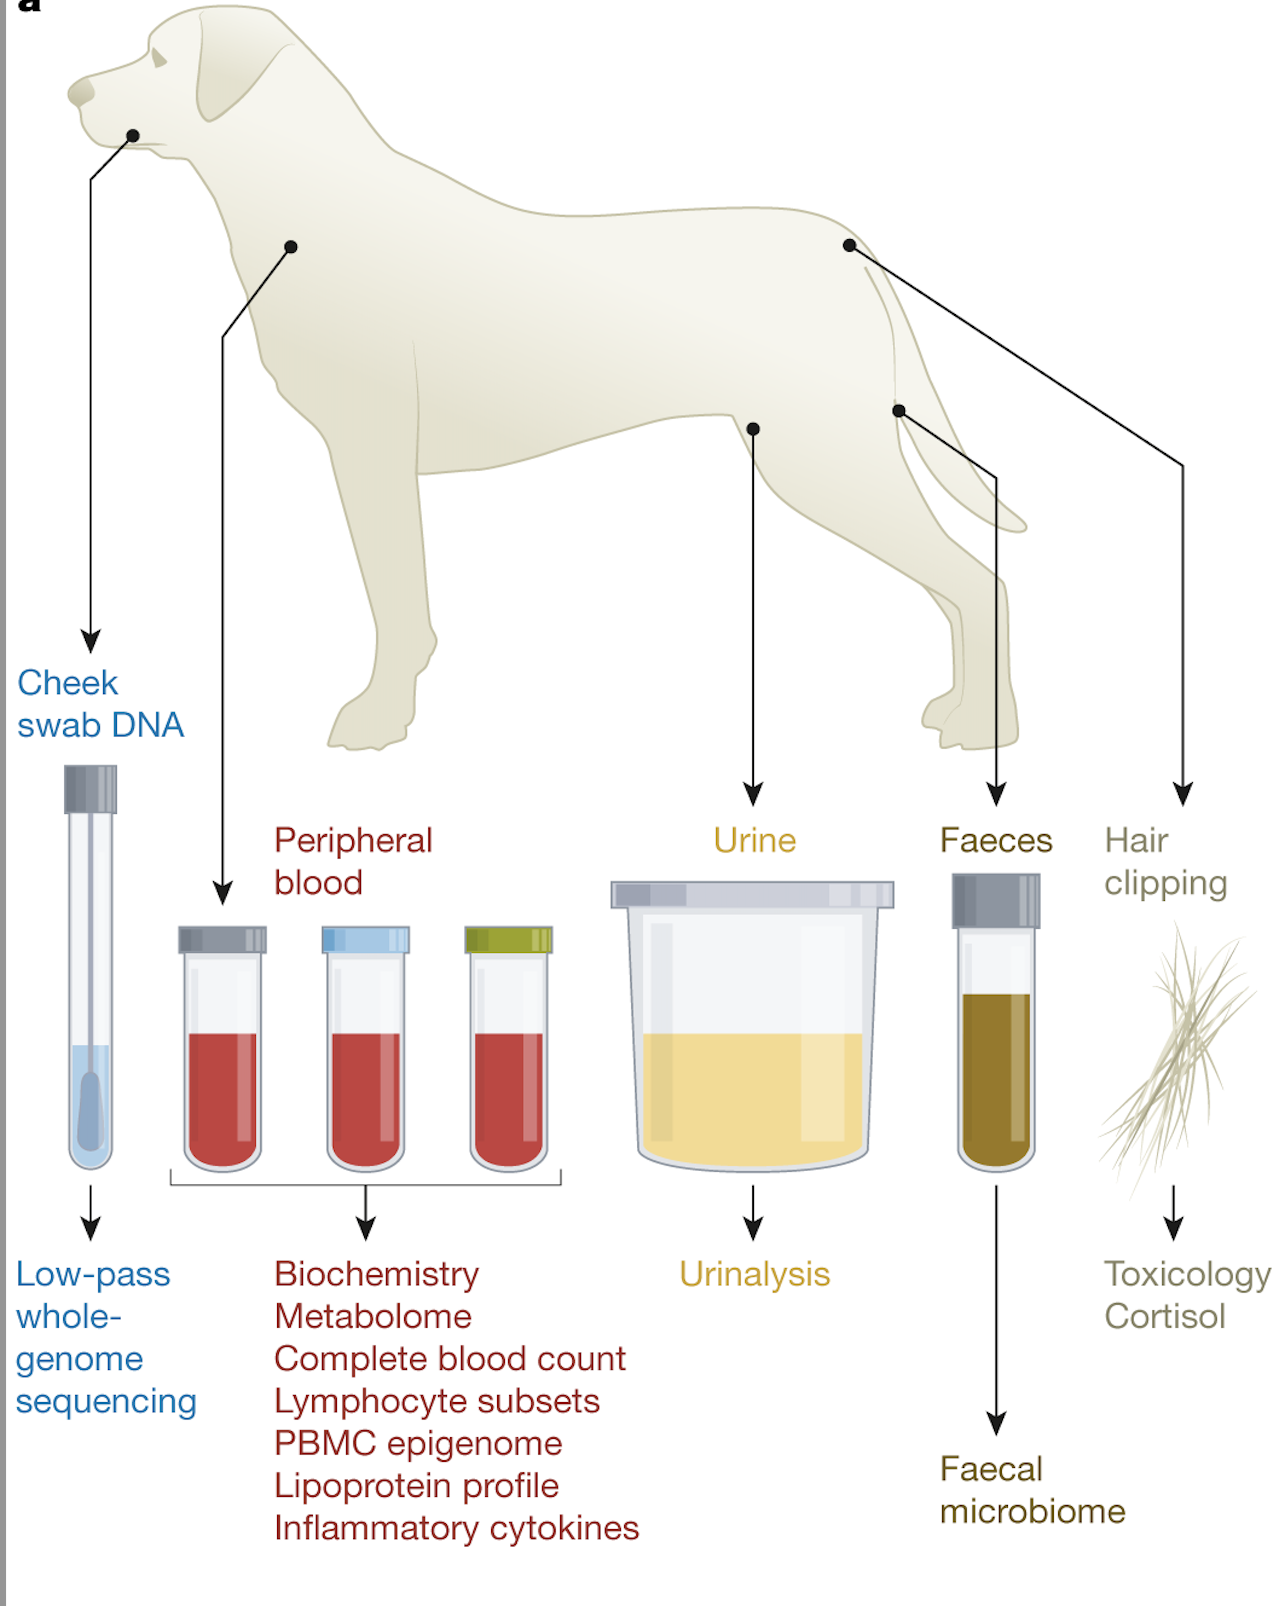 a
Cheek
swab DNA
Peripheral
blood
Urine
Faeces
Hair
clipping
Low-pass
whole-
genome
sequencing
Biochemistry
Metabolome
Complete blood count
Lymphocyte subsets
PBMC epigenome
Lipoprotein profile
Inflammatory cytokines
Urinalysis
Faecal
microbiome
Toxicology
Cortisol